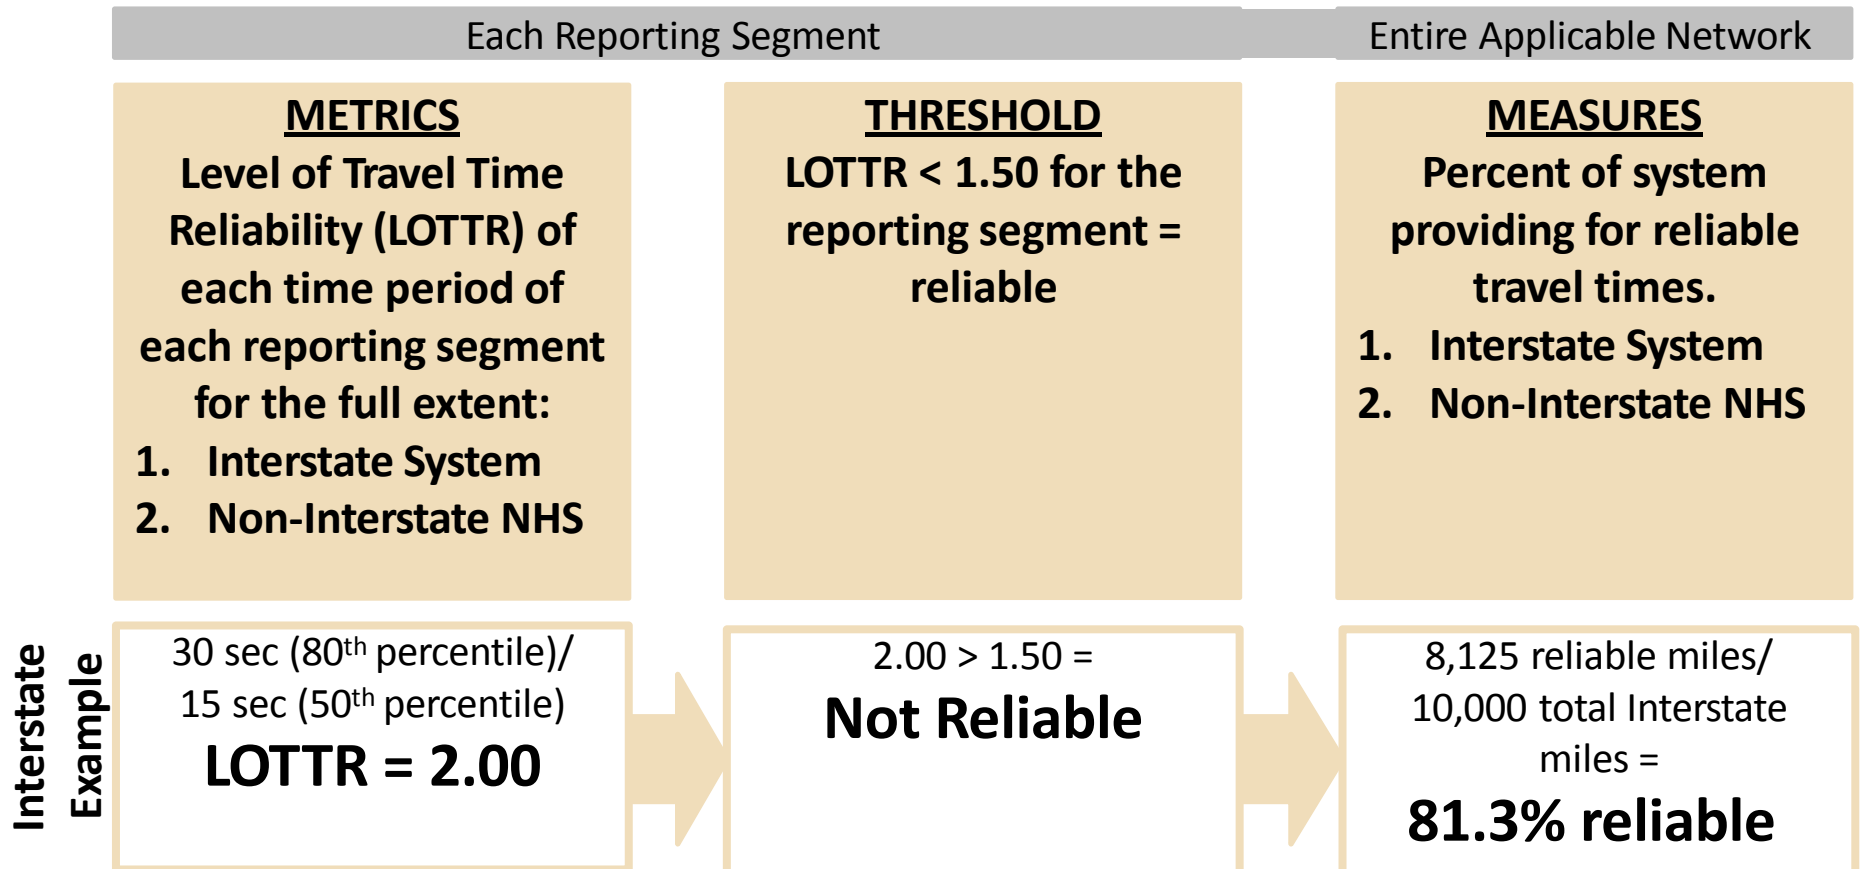 Each Reporting Segment
Entire Applicable Network
METRICS
Level of Travel Time
Reliability (LOTTR) of
each time period of
each reporting segment
for the full extent:
1. Interstate System
2. Non-Interstate NHS
THRESHOLD
LOTTR < 1.50 for the
reporting segment =
reliable
MEASURES
Percent of system
providing for reliable
travel times.
1. Interstate System
2. Non-Interstate NHS
Interstate
Example
30 sec (80th percentile)/
15 sec (50th percentile)
LOTTR = 2.00
2.00 > 1.50 =
Not Reliable
8,125 reliable miles/
10,000 total Interstate
miles =
81.3% reliable